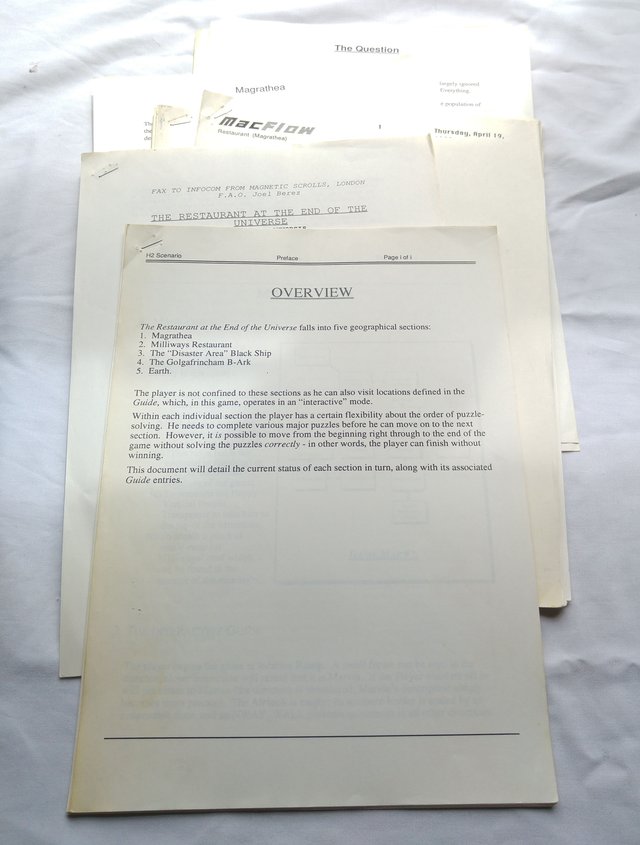 The Question
Magrathea
largely ignored
Everything.
a population of
MacFlow
Restaurant (Magrathea)
1
Thursday, April 19,
FAX TO INFOCOM FROM MAGNETIC SCROLLS, LONDON
F.A.O. Joel Berez
THE RESTAURANT AT THE END OF THE
UNIVERSE
H2 Scenario Preface Page i of i
OVERVIEW
The Restaurant at the End of the Universe falls into five geographical sections:
1. Magrathea
2. Milliways Restaurant
3. The "Disaster Area" Black Ship
4. The Golgafrincham B-Ark
5. Earth.
The player is not confined to these sections as he can also visit locations defined in the
Guide, which, in this game, operates in an "interactive" mode.
Within each individual section the player has a certain flexibility about the order of puzzle-
solving. He needs to complete various major puzzles before he can move on to the next
section. However, it is possible to move from the beginning right through to the end of the
game without solving the puzzles correctly - in other words, the player can finish without
winning.
This document will detail the current status of each section in turn, along with its associated
Guide entries.